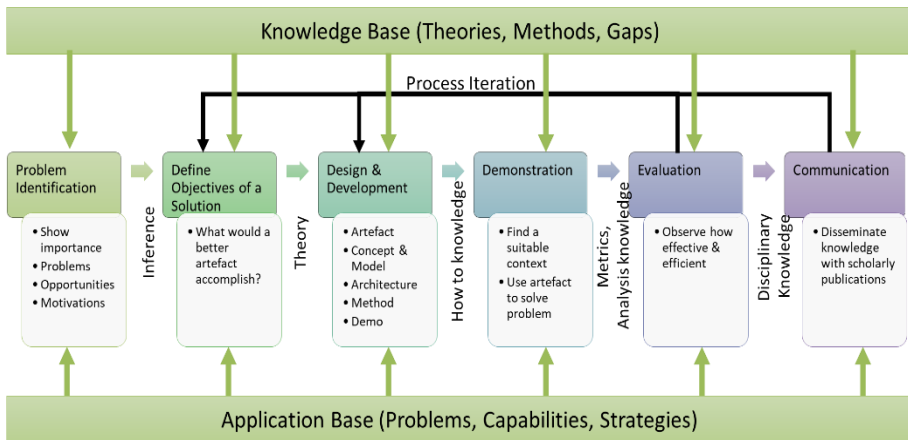 Knowledge Base (Theories, Methods, Gaps)
Process Iteration
Problem
Identification
• Show
importance
• Problems
• Opportunities
• Motivations
Inference
Define
Objectives of a
Solution
• What would a
better
artefact
accomplish?
Theory
Design &
Development
• Artefact
• Concept &
Model
• Architecture
• Method
• Demo
How to knowledge
Demonstration
• Find a
suitable
context
• Use artefact
to solve
problem
Metrics,
Analysis knowledge
Evaluation
• Observe how
effective &
efficient
Disciplinary
Knowledge
Communication
• Disseminate
knowledge
with scholarly
publications
Application Base (Problems, Capabilities, Strategies)